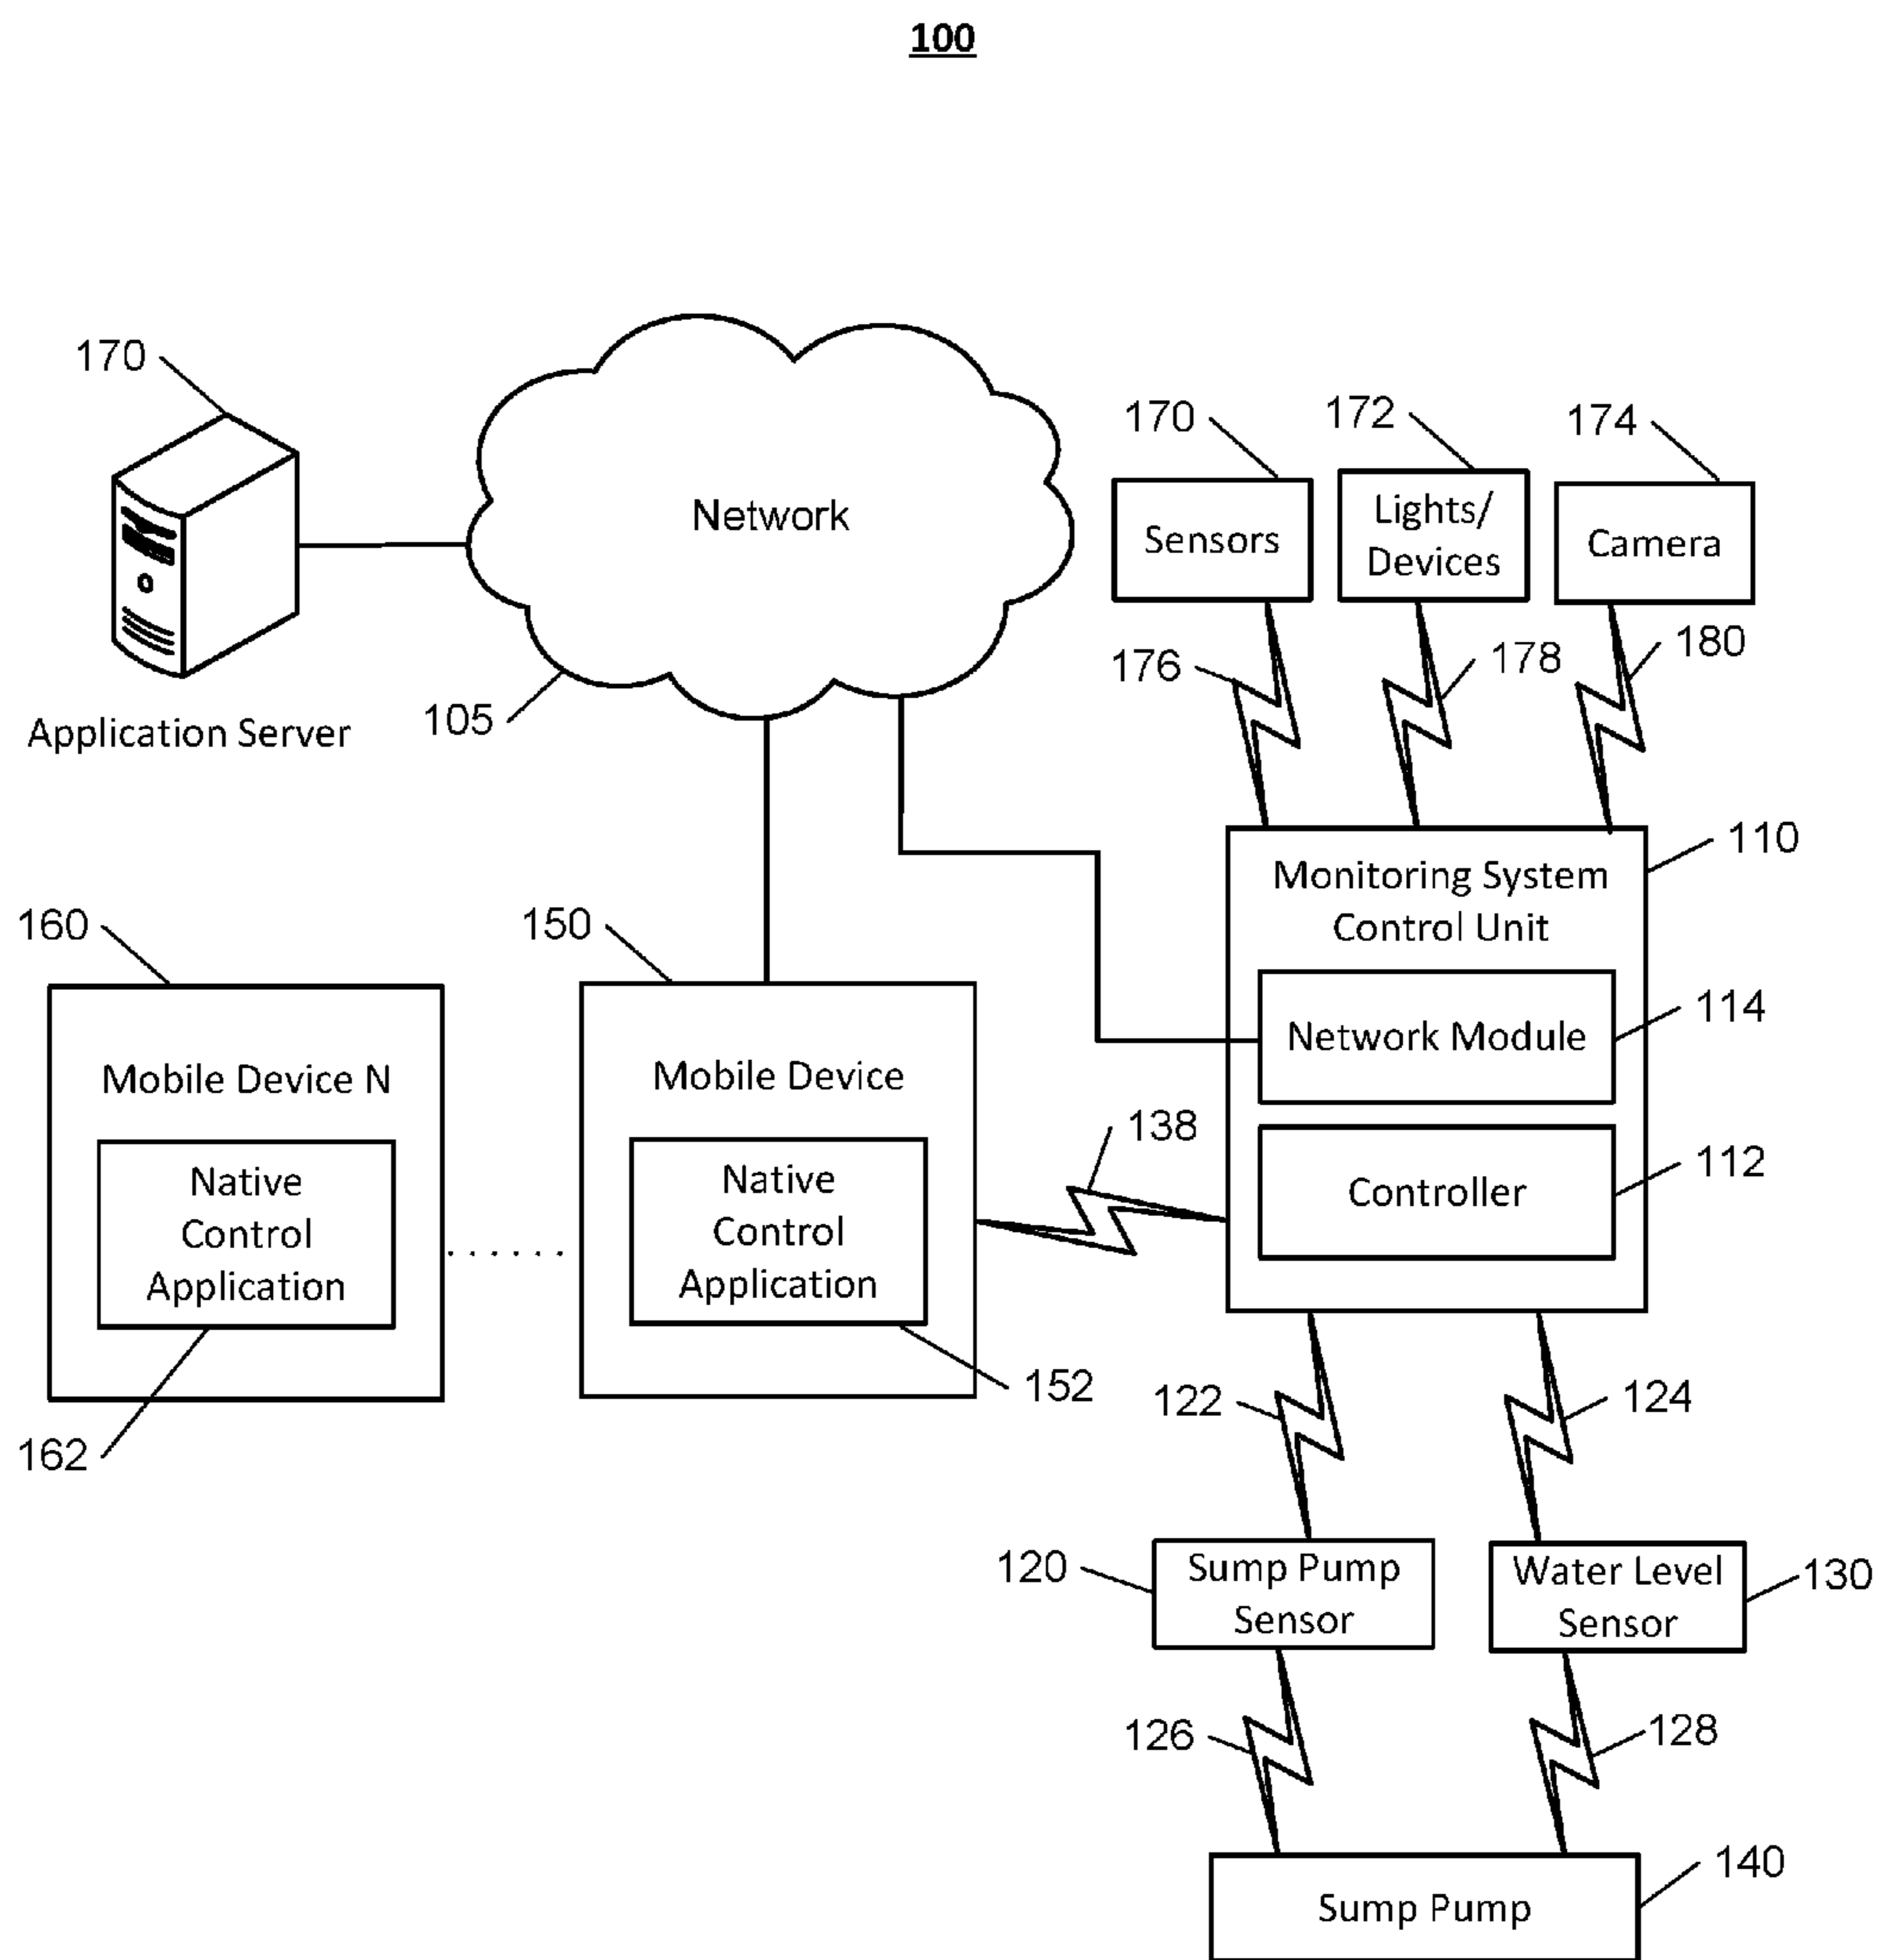 100
170
Application Server
Network
105
170
172
174
Sensors
Lights/
Devices
Camera
176
178
180
110
Monitoring System
Control Unit
114
Network Module
112
Controller
160
Mobile Device N
Native
Control
Application
162
......
150
Mobile Device
Native
Control
Application
152
138
122
124
120
Sump Pump
Sensor
Water Level
Sensor
130
126
128
140
Sump Pump